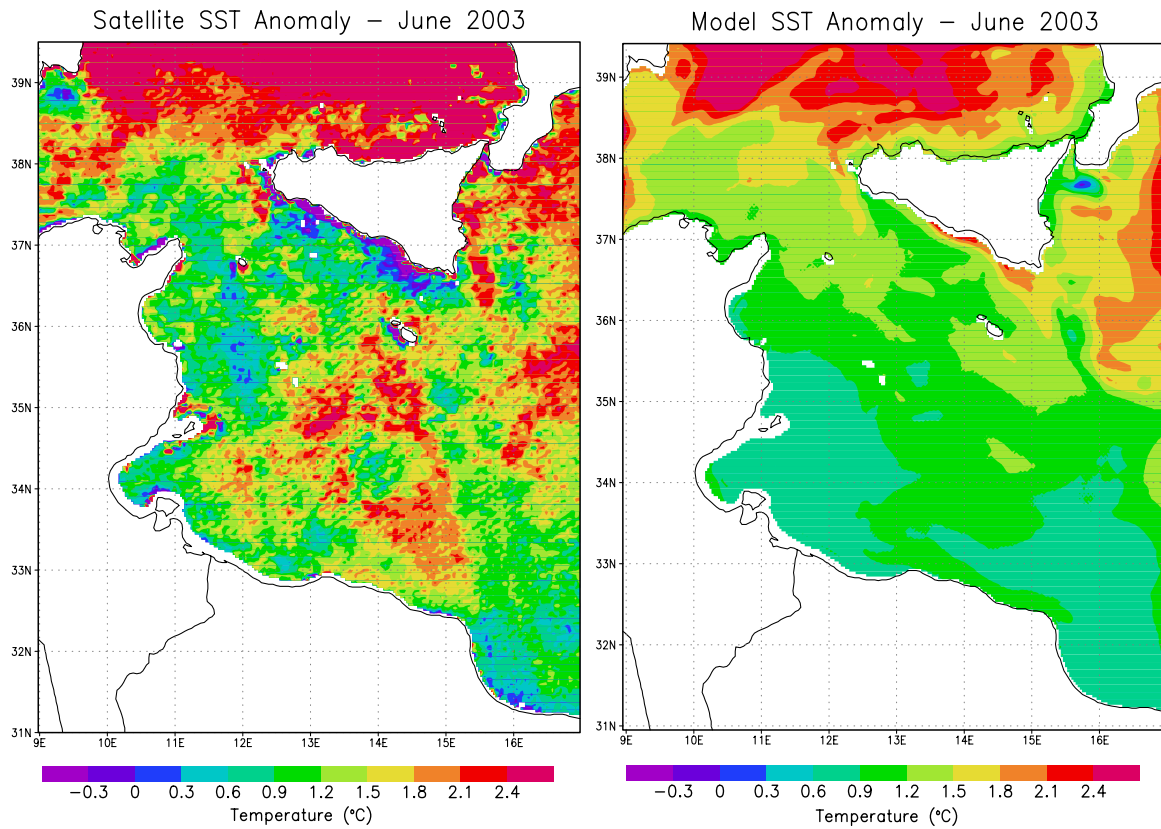 Satellite SST Anomaly – June 2003
Model SST Anomaly – June 2003
39N
38N
37N
36N
35N
34N
33N
32N
31N
9E 10E 11E 12E 13E 14E 15E 16E
−0.3 0 0.3 0.6 0.9 1.2 1.5 1.8 2.1 2.4
Temperature (°C)
39N
38N
37N
36N
35N
34N
33N
32N
31N
9E 10E 11E 12E 13E 14E 15E 16E
−0.3 0 0.3 0.6 0.9 1.2 1.5 1.8 2.1 2.4
Temperature (°C)